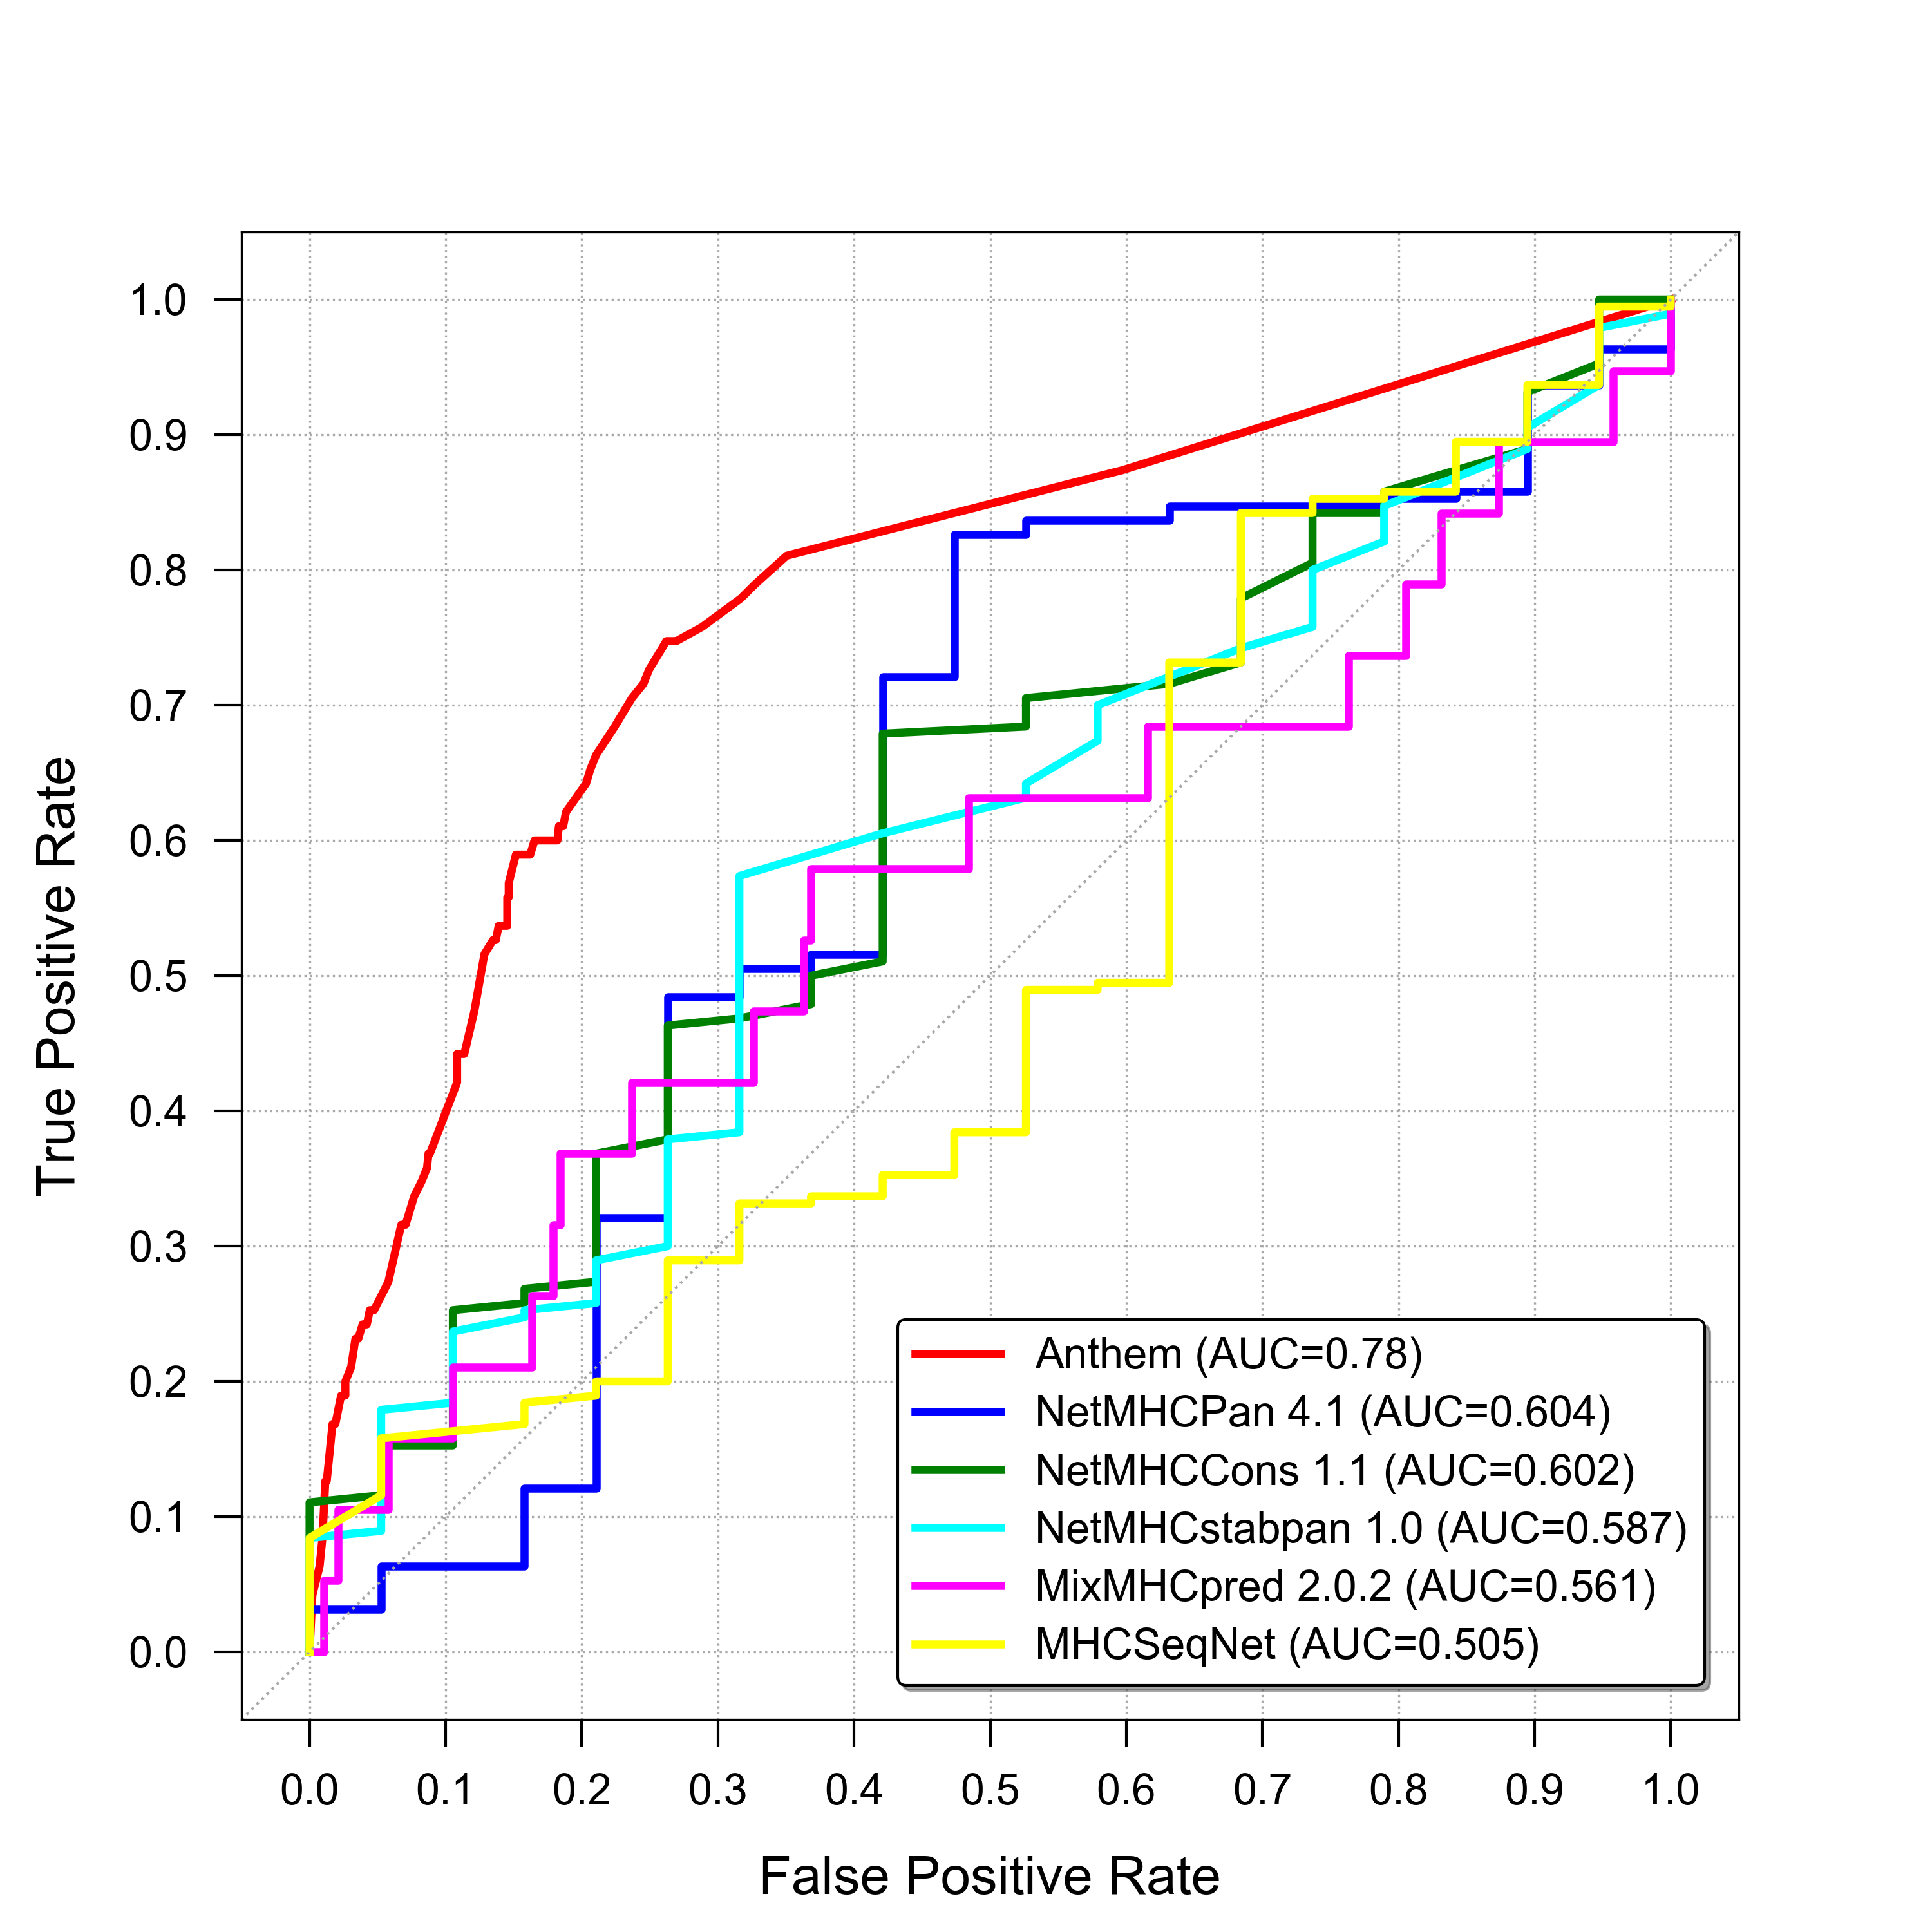 1.0
0.9
0.8
0.7
0.6
0.5
0.4
0.3
0.2
0.1
0.0
True Positive Rate
Anthem (AUC=0.78)
NetMHCPan 4.1 (AUC=0.604)
NetMHCCons 1.1 (AUC=0.602)
NetMHCstabpan 1.0 (AUC=0.587)
MixMHCpred 2.0.2 (AUC=0.561)
MHCSeqNet (AUC=0.505)
0.0 0.1 0.2 0.3 0.4 0.5 0.6 0.7 0.8 0.9 1.0
False Positive Rate